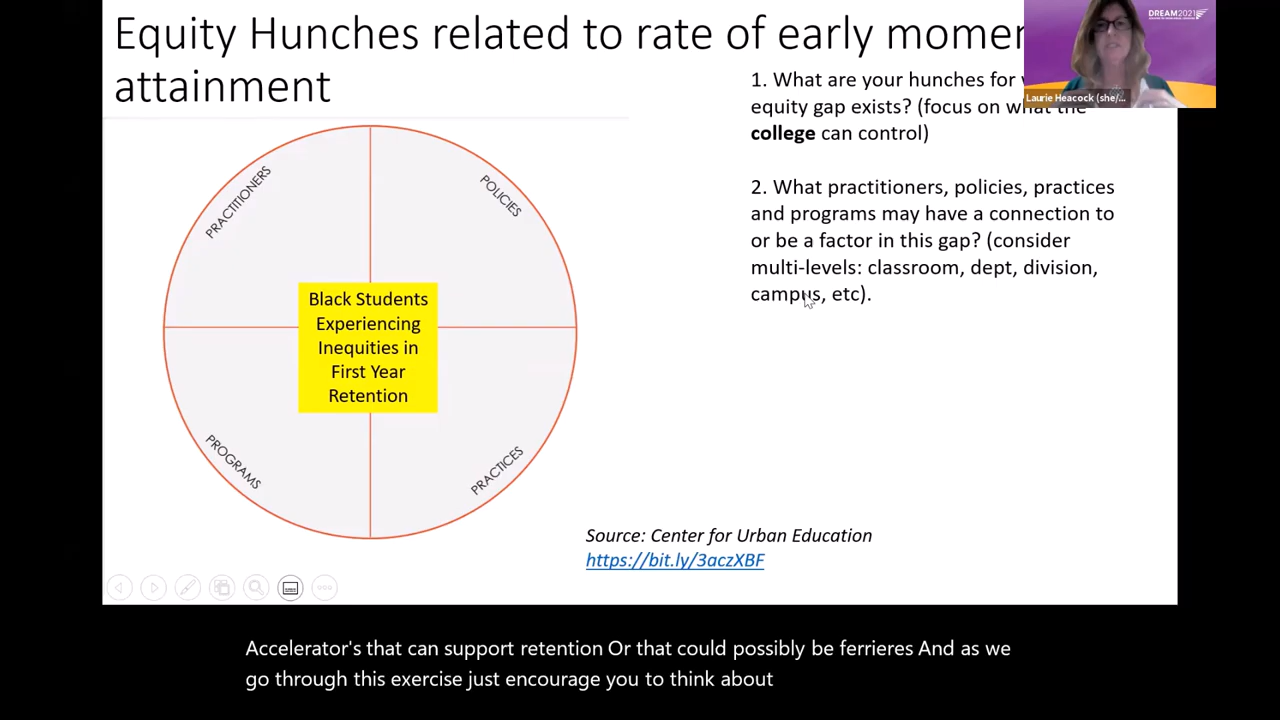 Equity Hunches related to rate of early
attainment
1. What are your hunches for
equity gap exists? (focus on what the
college can control)
2. What practitioners, policies, practices
and programs may have a connection to
or be a factor in this gap? (consider
multi-levels: classroom, dept, division,
campus, etc).
PRACTITIONERS
POLICIES
Black Students
Experiencing
Inequities in
First Year
Retention
PROGRAMS
PRACTICES
Source: Center for Urban Education
https://bit.ly/3aczXBF
DREAM2021
Laurie Heacock (she/...
Accelerator's that can support retention Or that could possibly be ferrieres And as we
go through this exercise just encourage you to think about